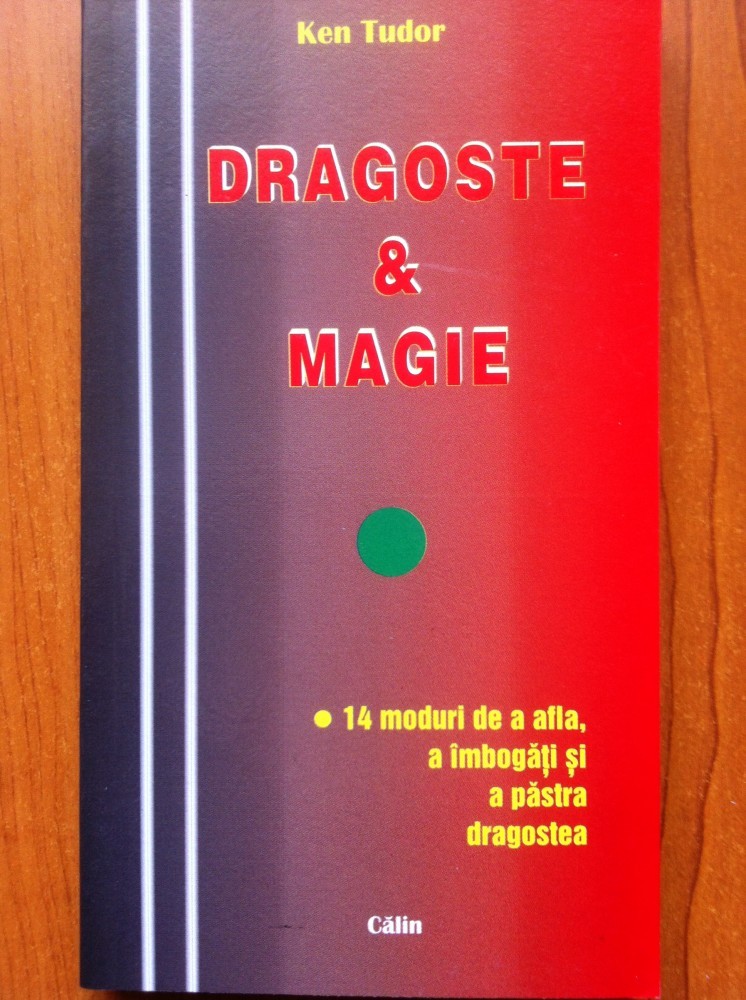 Ken Tudor
DRAGOSTE
&
MAGIE
• 14 moduri de a afla,
a îmbogăți și
a păstra
dragostea
Călin